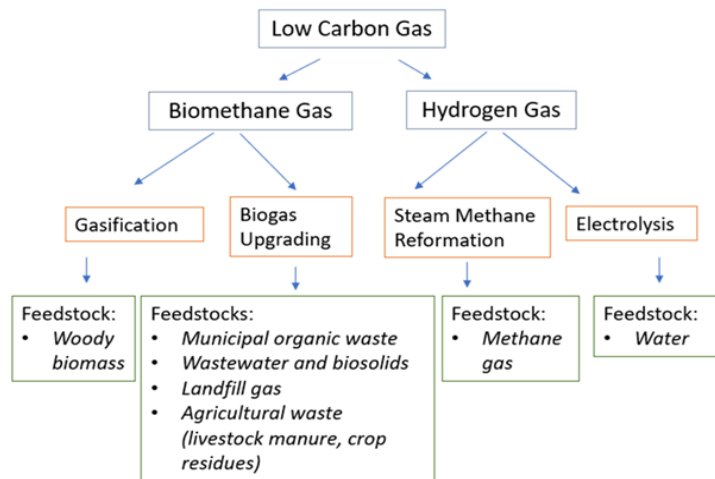 Low Carbon Gas
Biomethane Gas
Hydrogen Gas
Gasification
Biogas
Upgrading
Steam Methane
Reformation
Electrolysis
Feedstock:
• Woody
biomass
Feedstocks:
• Municipal organic waste
• Wastewater and biosolids
• Landfill gas
• Agricultural waste
(livestock manure, crop
residues)
Feedstock:
• Methane
gas
Feedstock:
• Water